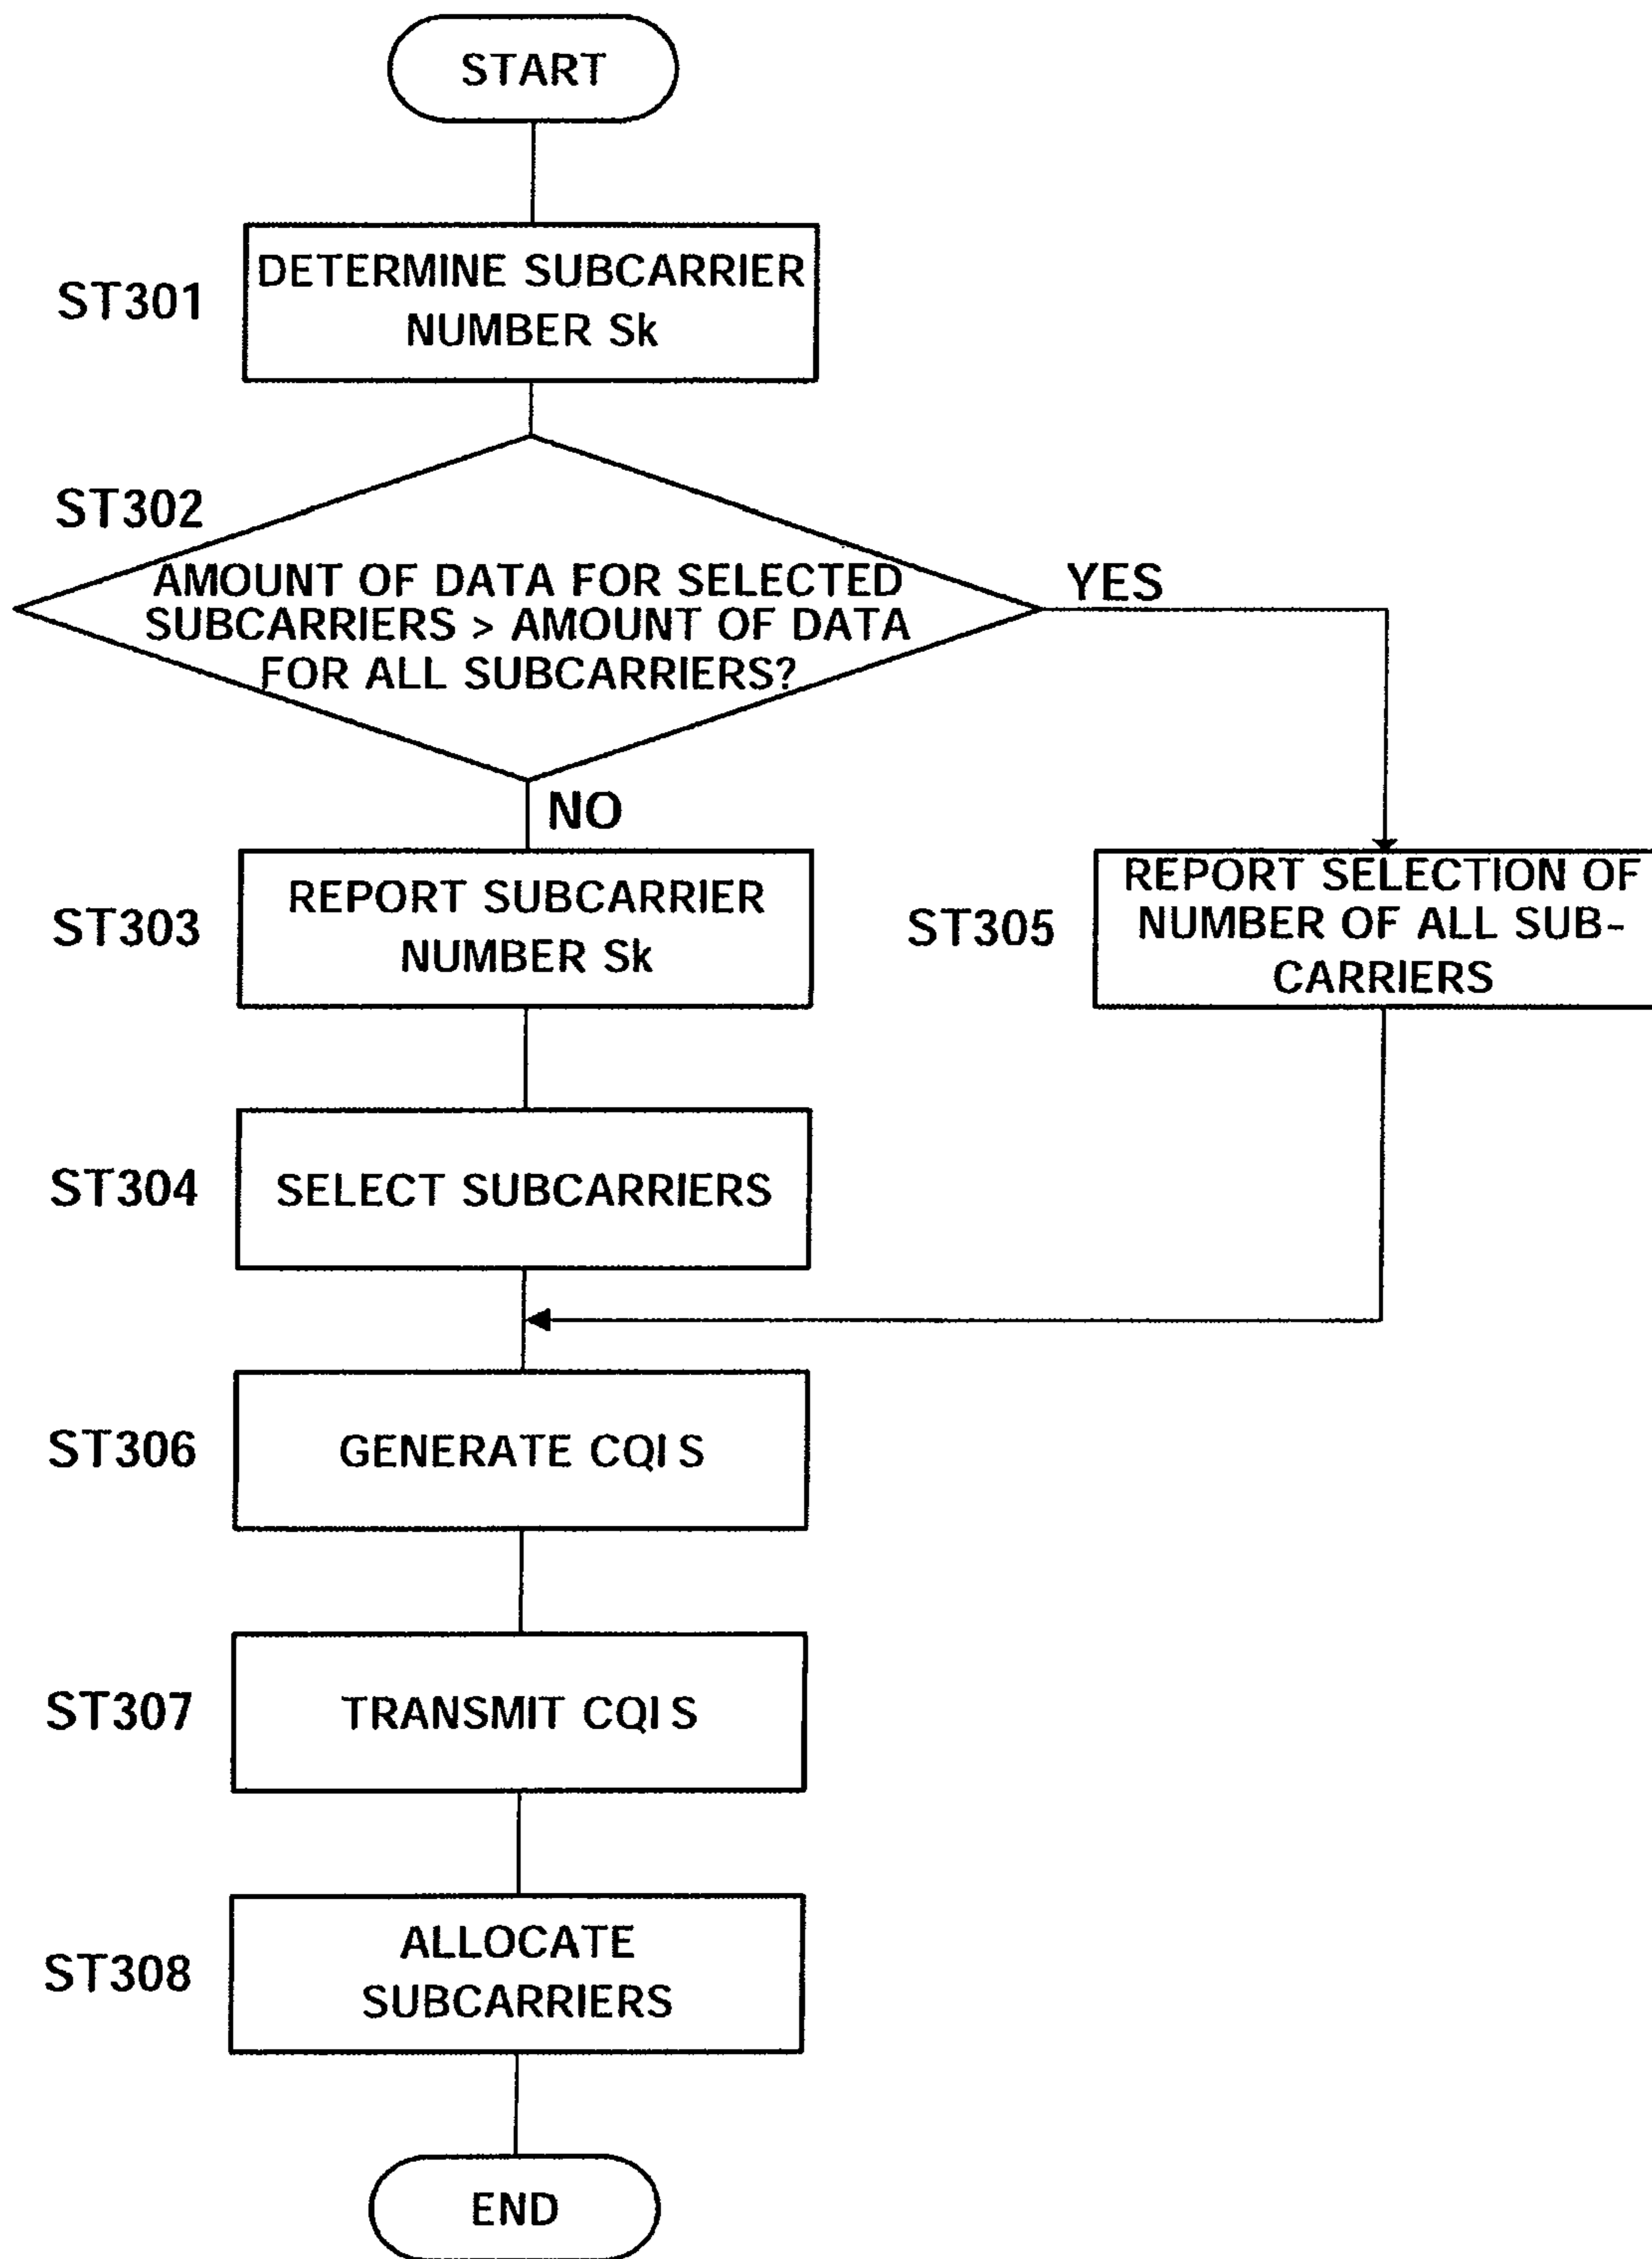 START
ST301
DETERMINE SUBCARRIER
NUMBER Sk
ST302
AMOUNT OF DATA FOR SELECTED
SUBCARRIERS > AMOUNT OF DATA
FOR ALL SUBCARRIERS?
YES
NO
ST303
REPORT SUBCARRIER
NUMBER Sk
ST305
REPORT SELECTION OF
NUMBER OF ALL SUB-
CARRIERS
ST304
SELECT SUBCARRIERS
ST306
GENERATE CQI S
ST307
TRANSMIT CQI S
ST308
ALLOCATE
SUBCARRIERS
END